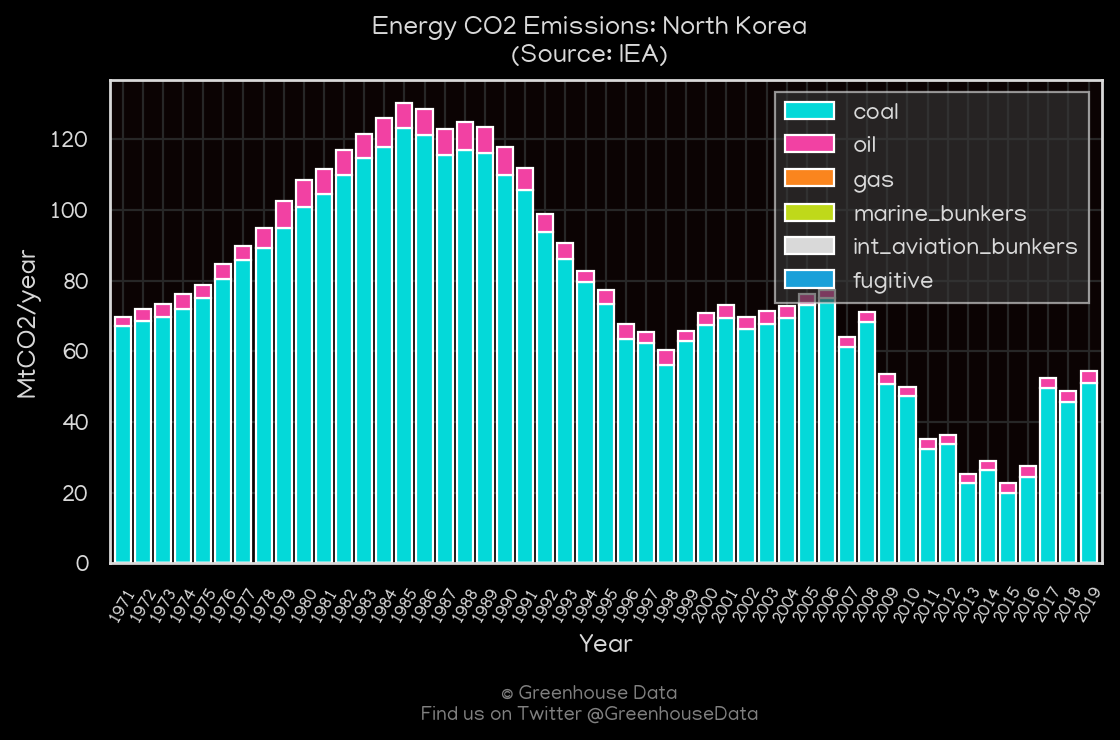 Energy CO2 Emissions: North Korea
(Source: IEA)
coal
oil
gas
marine_bunkers
int_aviation_bunkers
fugitive
MtCO2/year
120
100
80
60
40
20
0
1971 1972 1973 1974 1975 1976 1977 1978 1979 1980 1981 1982 1983 1984 1985 1986 1987 1988 1989 1990 1991 1992 1993 1994 1995 1996 1997 1998 1999 2000 2001 2002 2003 2004 2005 2006 2007 2008 2009 2010 2011 2012 2013 2014 2015 2016 2017 2018 2019
Year
© Greenhouse Data
Find us on Twitter @GreenhouseData